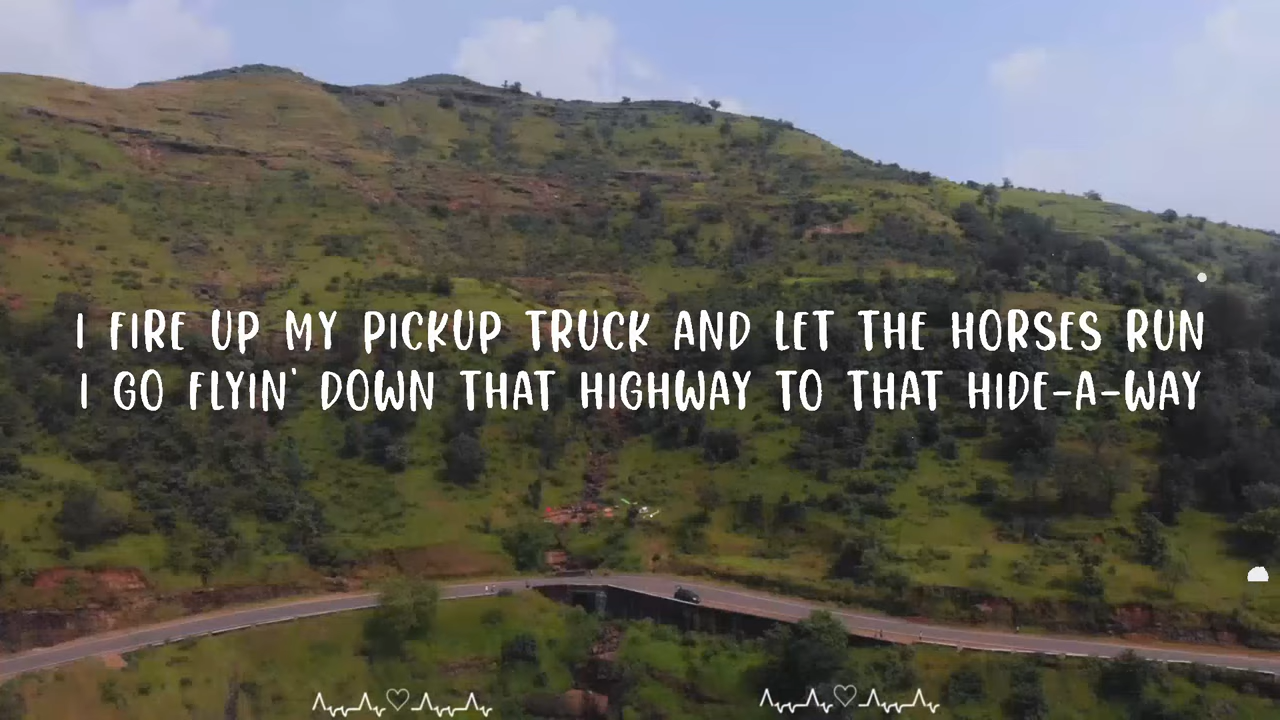 I FIRE UP MY PICKUP TRUCK AND LET THE HORSES RUN
I GO FLYIN' DOWN THAT HIGHWAY TO THAT HIDE-A-WAY